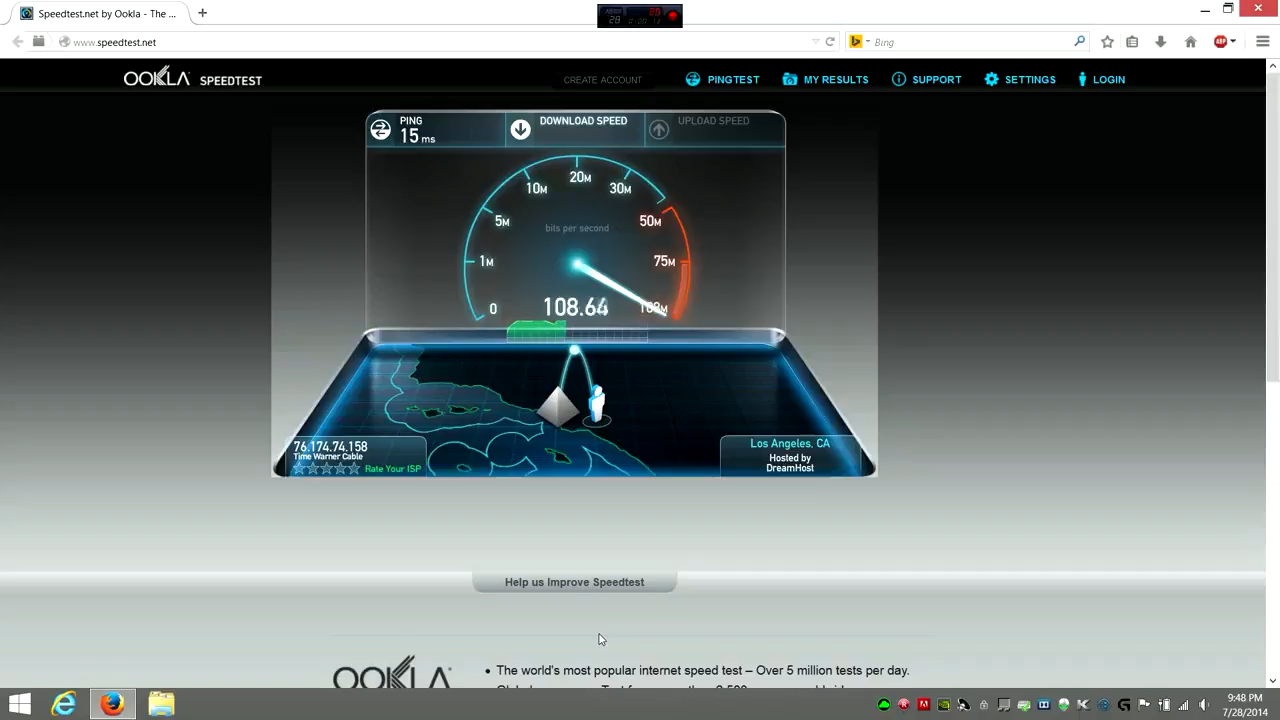 Speedtest.net by Ookla - The ...
28
www.speedtest.net
Bing
ABP
OOKLA SPEEDTEST
CREATE ACCOUNT
PINGTEST
MY RESULTS
SUPPORT
SETTINGS
LOGIN
PING
15 ms
DOWNLOAD SPEED
UPLOAD SPEED
20M
10M
30M
5M
50M
bits per second
1M
75M
0
108.64
Los Angeles, CA
76.174.74.158
Time Warner Cable
Hosted by
DreamHost
Rate Your ISP
Help us Improve Speedtest
OOKLA
• The world's most popular internet speed test – Over 5 million tests per day.
9:48 PM
7/28/2014